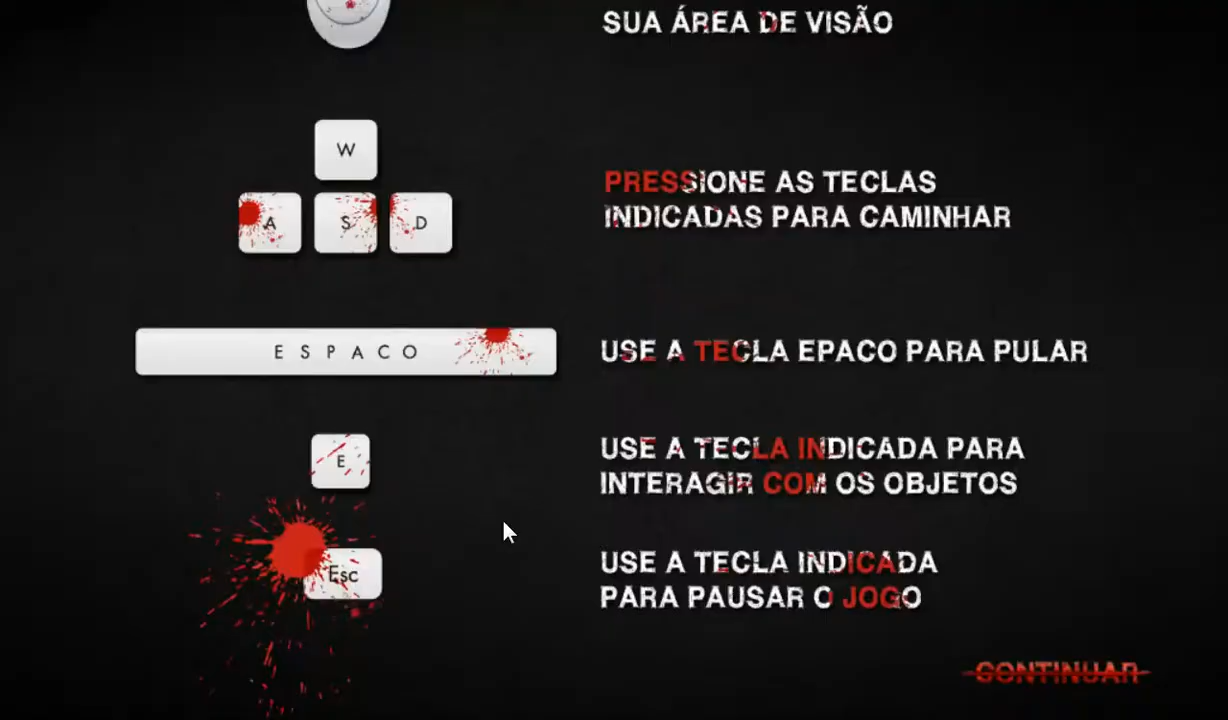 SUA ÁREA DE VISÃO
W
A S D
PRESSIONE AS TECLAS
INDICADAS PARA CAMINHAR
ESPACO
USE A TECLA EPACO PARA PULAR
E
USE A TECLA INDICADA PARA
INTERAGIR COM OS OBJETOS
Esc
USE A TECLA INDICADA
PARA PAUSAR O JOGO
CONTINUAR